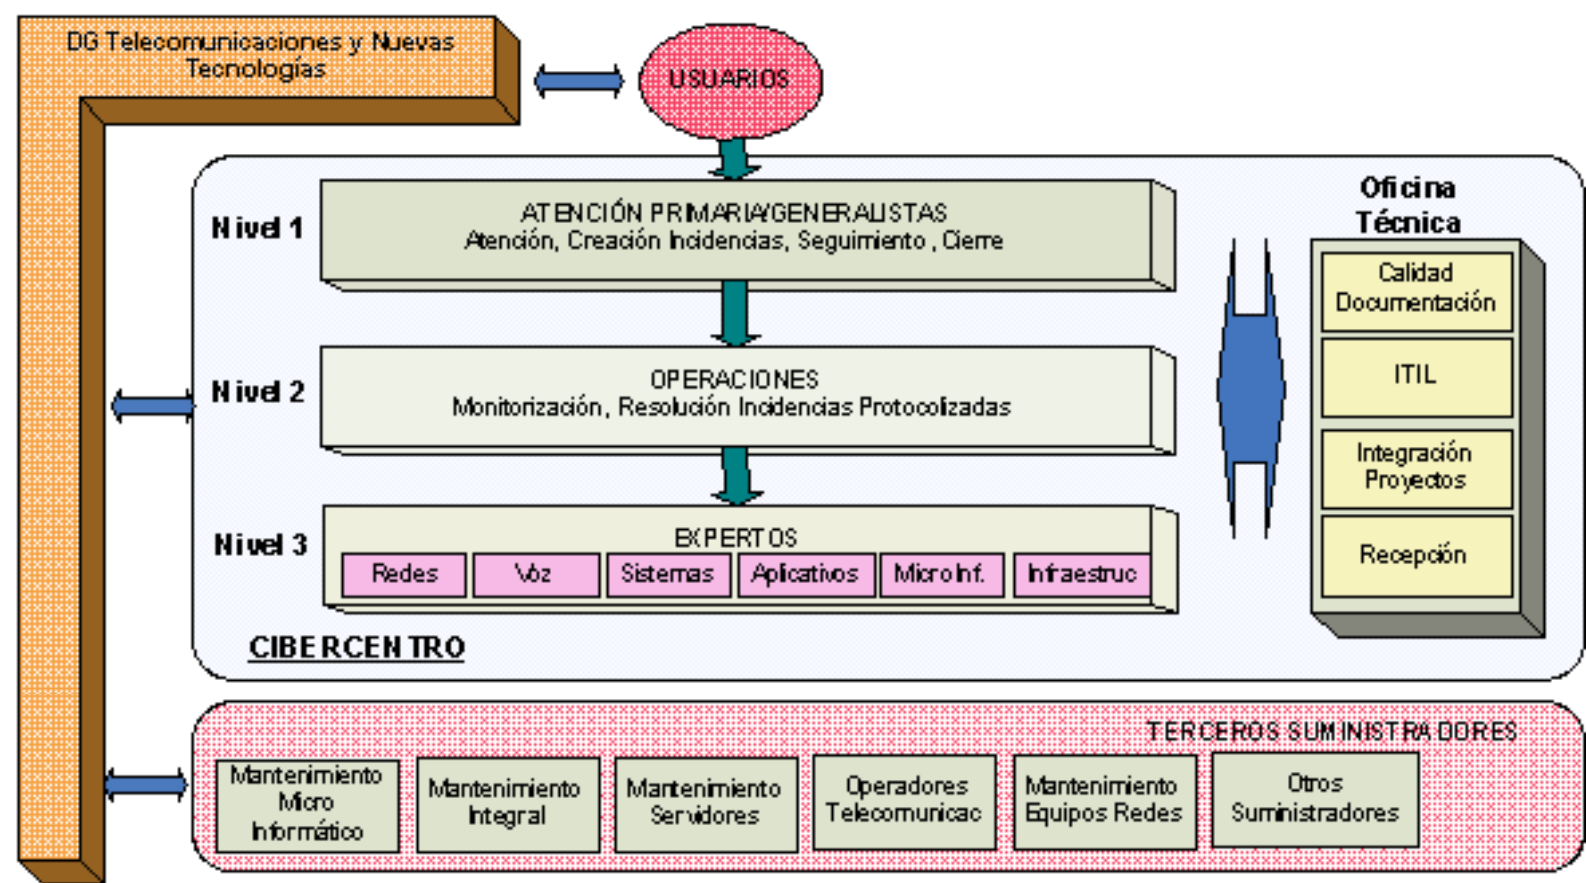 DG Telecomunicaciones y Nuevas
Tecnologías
USUARIOS
Nivel 1
ATENCIÓN PRIMARIA/GENERALISTAS
Atención, Creación Incidencias, Seguimiento , Cierre
Nivel 2
OPERACIONES
Monitorización, Resolución Incidencias Protocolizadas
Nivel 3
EXPERTOS
Redes
Voz
Sistemas
Aplicativos
MicroInf.
Infraestruc
CIBERCENTRO
Oficina
Técnica
Calidad
Documentación
ITIL
Integración
Proyectos
Recepción
TERCEROS SUMINISTRADORES
Mantenimiento
Micro
Informático
Mantenimiento
Integral
Mantenimiento
Servidores
Operadores
Telecomunicac
Mantenimiento
Equipos Redes
Otros
Suministradores